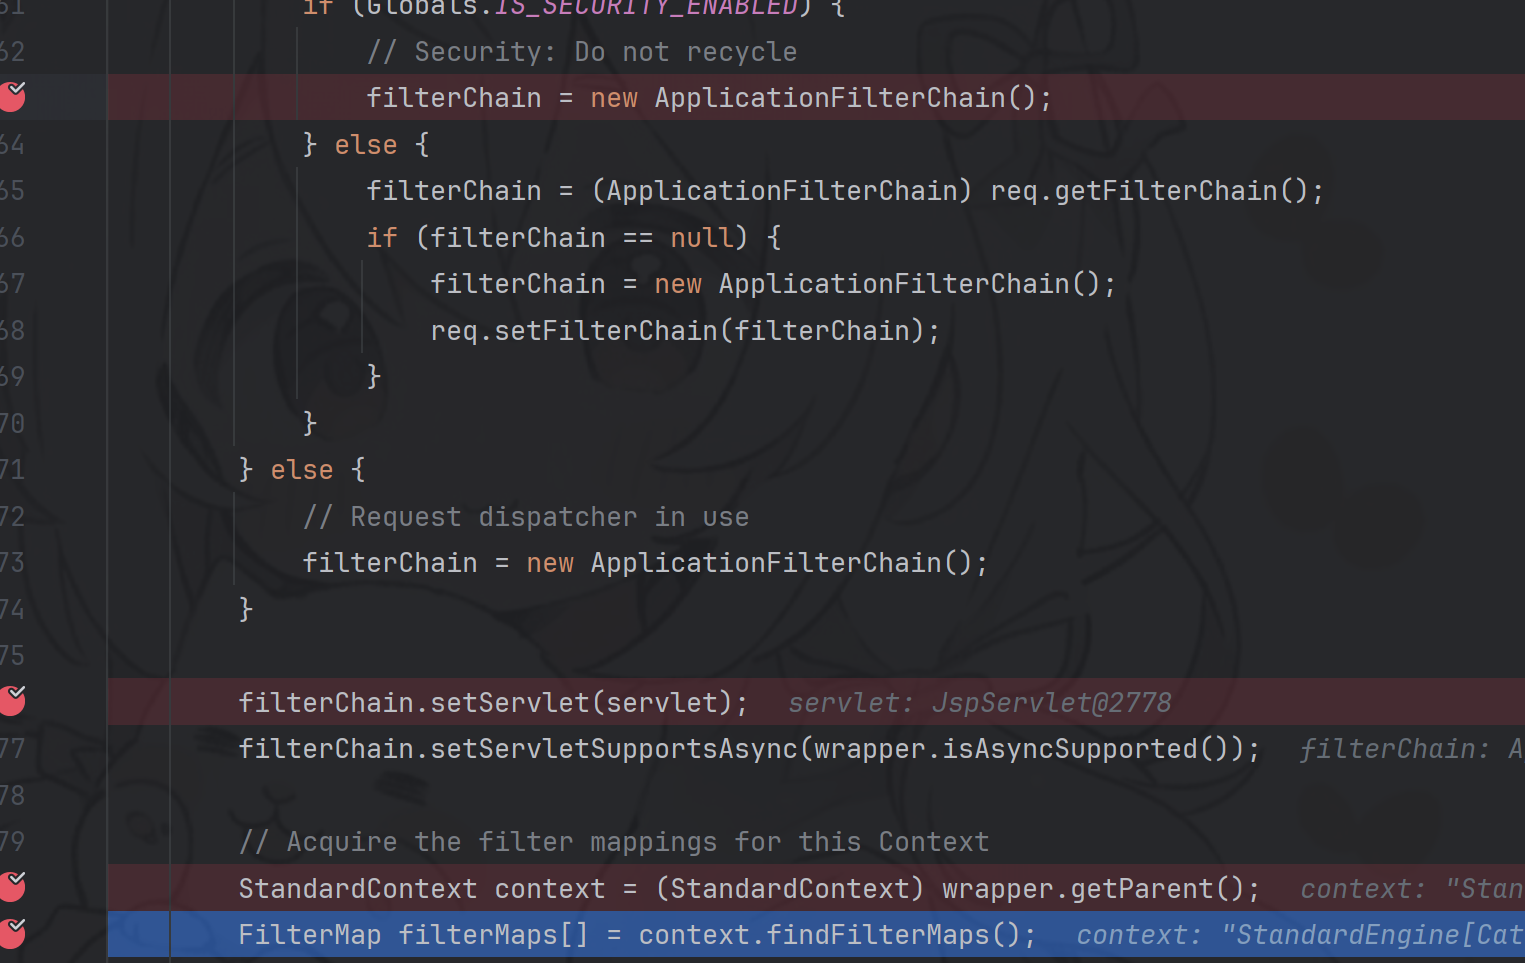 61 if (Globals.IS_SECURITY_ENABLED) {
62 // Security: Do not recycle
filterChain = new ApplicationFilterChain();
64 } else {
65 filterChain = (ApplicationFilterChain) req.getFilterChain();
66 if (filterChain == null) {
67 filterChain = new ApplicationFilterChain();
68 req.setFilterChain(filterChain);
69 }
70 }
71 } else {
72 // Request dispatcher in use
73 filterChain = new ApplicationFilterChain();
74 }
75
filterChain.setServlet(servlet); servlet: JspServlet@2778
77 filterChain.setServletSupportsAsync(wrapper.isAsyncSupported()); filterChain: A
78
79 // Acquire the filter mappings for this Context
StandardContext context = (StandardContext) wrapper.getParent(); context: "Stan
FilterMap filterMaps[] = context.findFilterMaps(); context: "StandardEngine[Cat